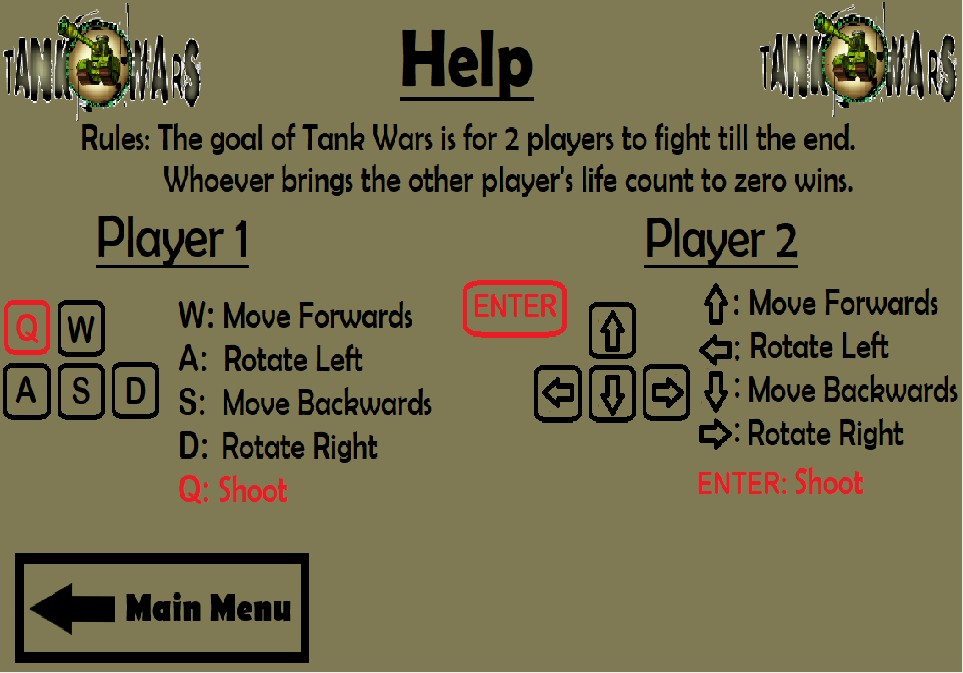 TANK WARS
Help
TANK WARS
Rules: The goal of Tank Wars is for 2 players to fight till the end.
Whoever brings the other player's life count to zero wins.
Player 1
Q W
A S D
W: Move Forwards
A: Rotate Left
S: Move Backwards
D: Rotate Right
Q: Shoot
Player 2
ENTER
⇧
⇦ ⇩ ⇨
⇧: Move Forwards
⇦: Rotate Left
⇩: Move Backwards
⇨: Rotate Right
ENTER: Shoot
Main Menu